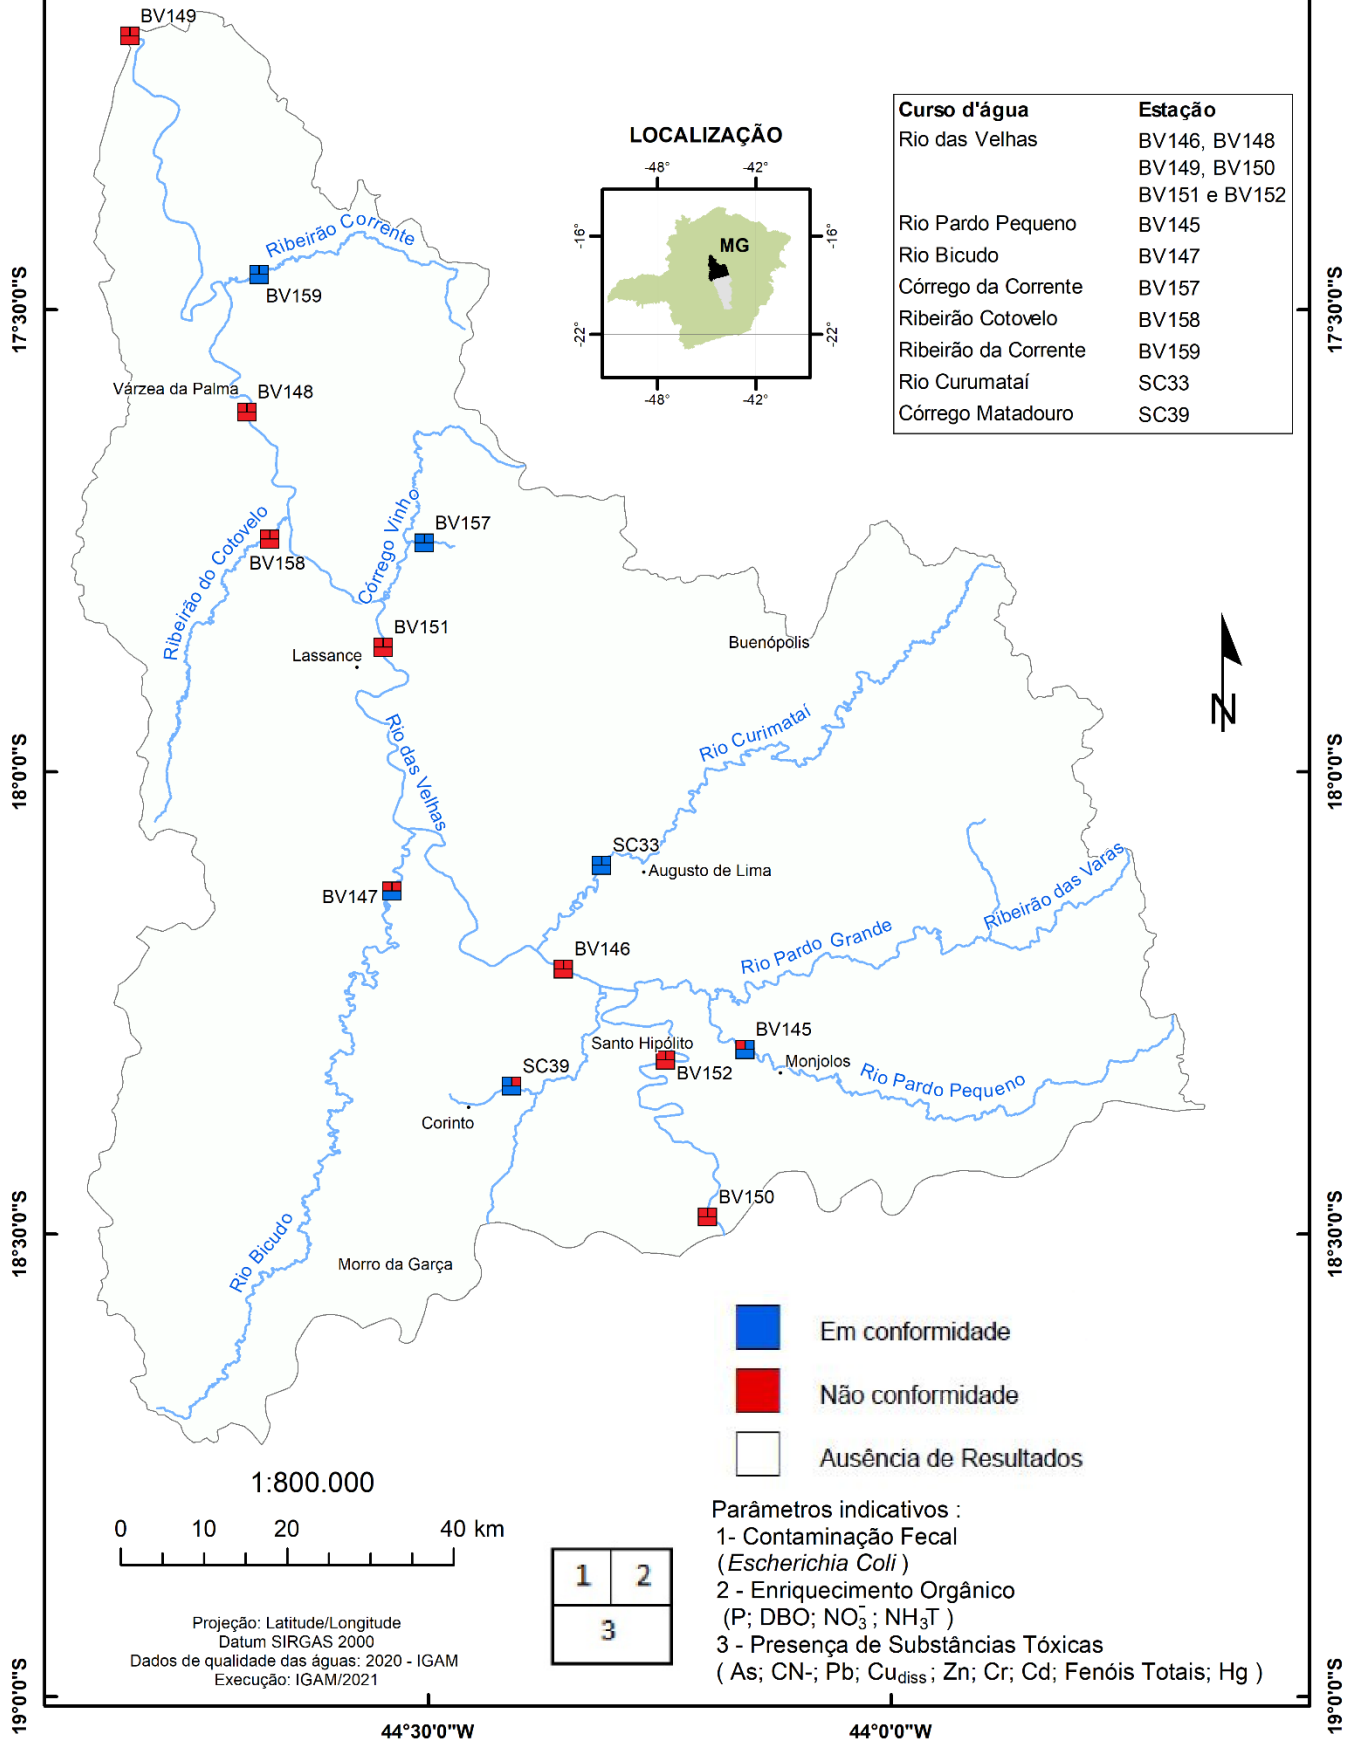 BV149
LOCALIZAÇÃO
-48°
-42°
-16°
-16°
MG
-22°
-22°
-48°
-42°
Curso d'água Estação
Rio das Velhas BV146, BV148
BV149, BV150
BV151 e BV152
Rio Pardo Pequeno BV145
Rio Bicudo BV147
Córrego da Corrente BV157
Ribeirão Cotovelo BV158
Ribeirão da Corrente BV159
Rio Curumataí SC33
Córrego Matadouro SC39
Ribeirão Corrente
BV159
17°30'0"S
17°30'0"S
Várzea da Palma
BV148
Córrego Vinho
BV157
Ribeirão do Cotovelo
BV158
BV151
Lassance
Buenópolis
N
Rio das Velhas
Rio Curimataí
18°0'0"S
18°0'0"S
SC33
Augusto de Lima
BV147
Ribeirão das Varas
Rio Pardo Grande
BV146
BV145
Santo Hipólito
Monjolos
BV152
SC39
Rio Pardo Pequeno
Corinto
BV150
18°30'0"S
18°30'0"S
Rio Bicudo
Morro da Garça
Em conformidade
Não conformidade
Ausência de Resultados
1:800.000
0 10 20 40 km
Projeção: Latitude/Longitude
Datum SIRGAS 2000
Dados de qualidade das águas: 2020 - IGAM
Execução: IGAM/2021
1 2
3
Parâmetros indicativos :
1- Contaminação Fecal
(Escherichia Coli )
2 - Enriquecimento Orgânico
(P; DBO; NO₃⁻; NH₃T )
3 - Presença de Substâncias Tóxicas
( As; CN-; Pb; Cudiss; Zn; Cr; Cd; Fenóis Totais; Hg )
19°0'0"S
19°0'0"S
44°30'0"W
44°0'0"W